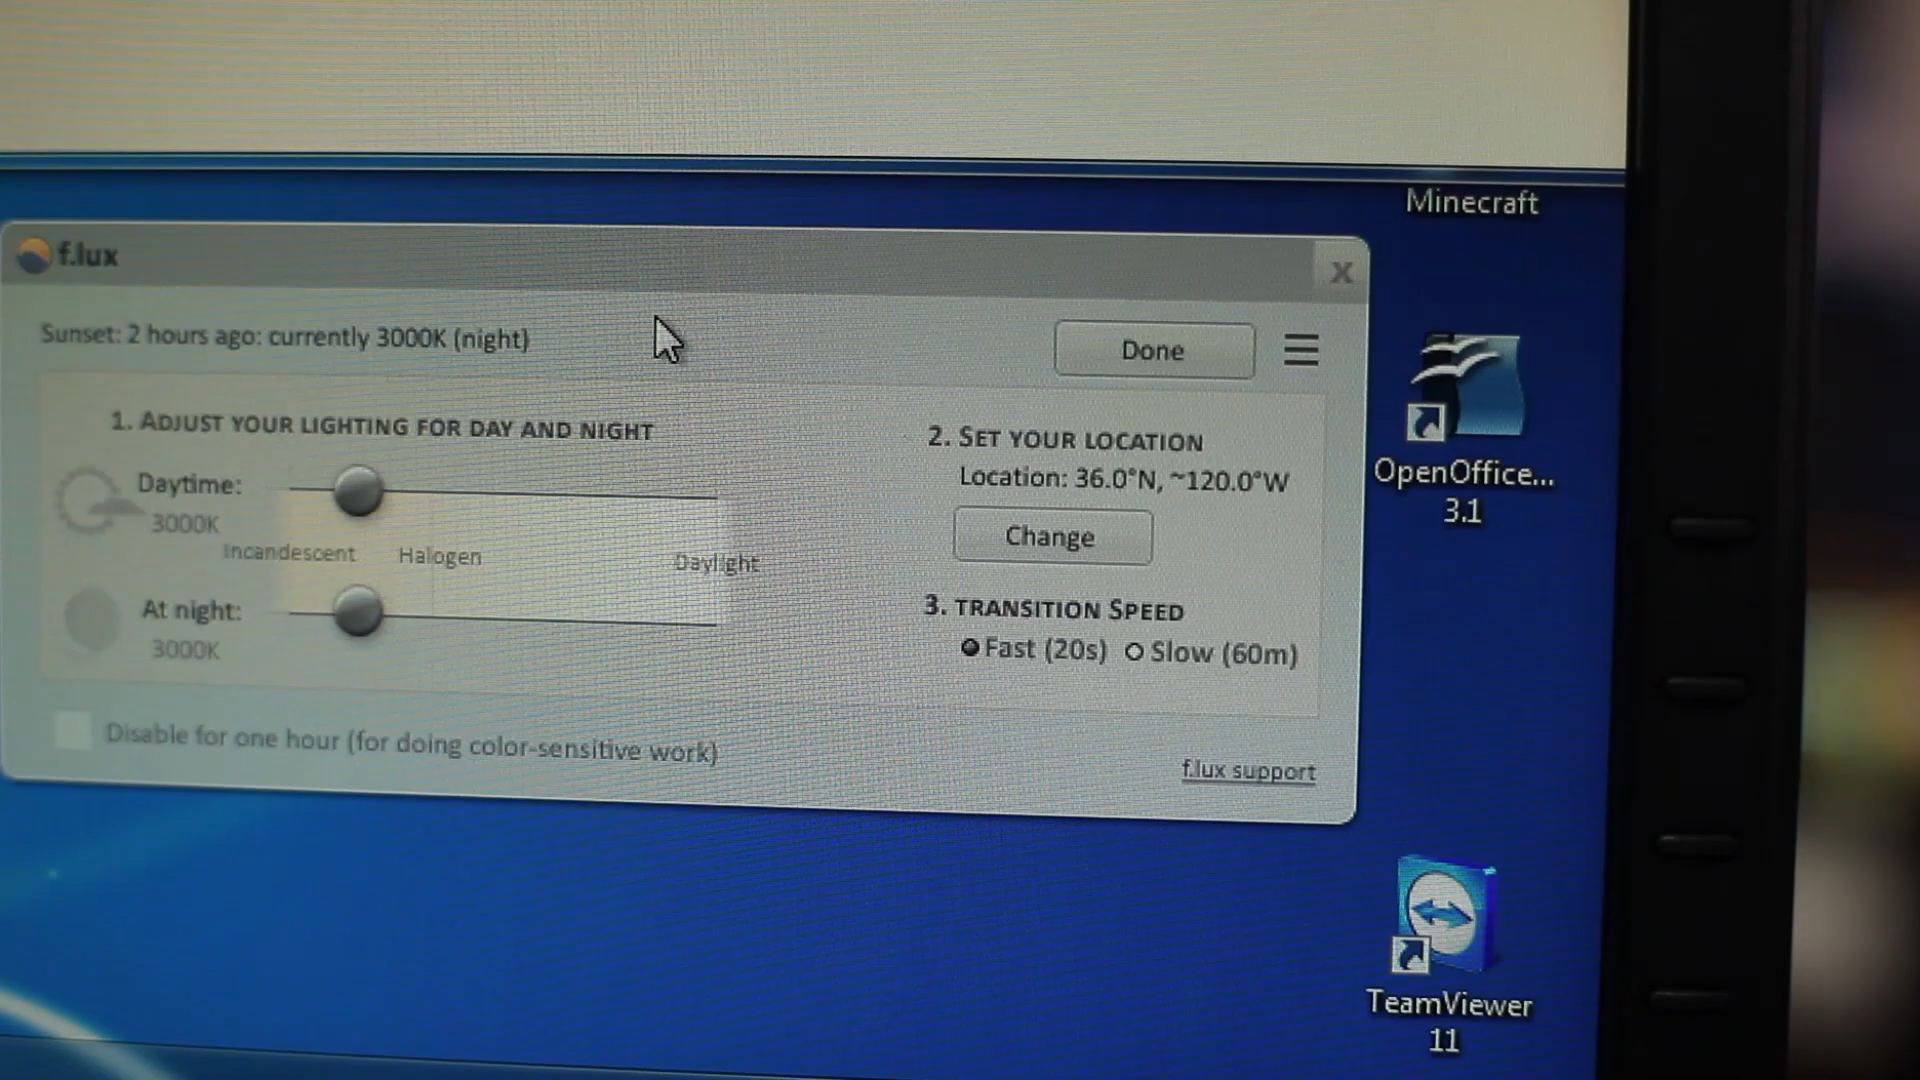 Minecraft
f.lux
x
Sunset: 2 hours ago: currently 3000K (night)
Done
1. ADJUST YOUR LIGHTING FOR DAY AND NIGHT
Daytime:
3000K
Incandescent Halogen Daylight
At night:
3000K
2. SET YOUR LOCATION
Location: 36.0°N, ~120.0°W
Change
3. TRANSITION SPEED
Fast (20s) Slow (60m)
Disable for one hour (for doing color-sensitive work)
f.lux support
OpenOffice...
3.1
TeamViewer
11